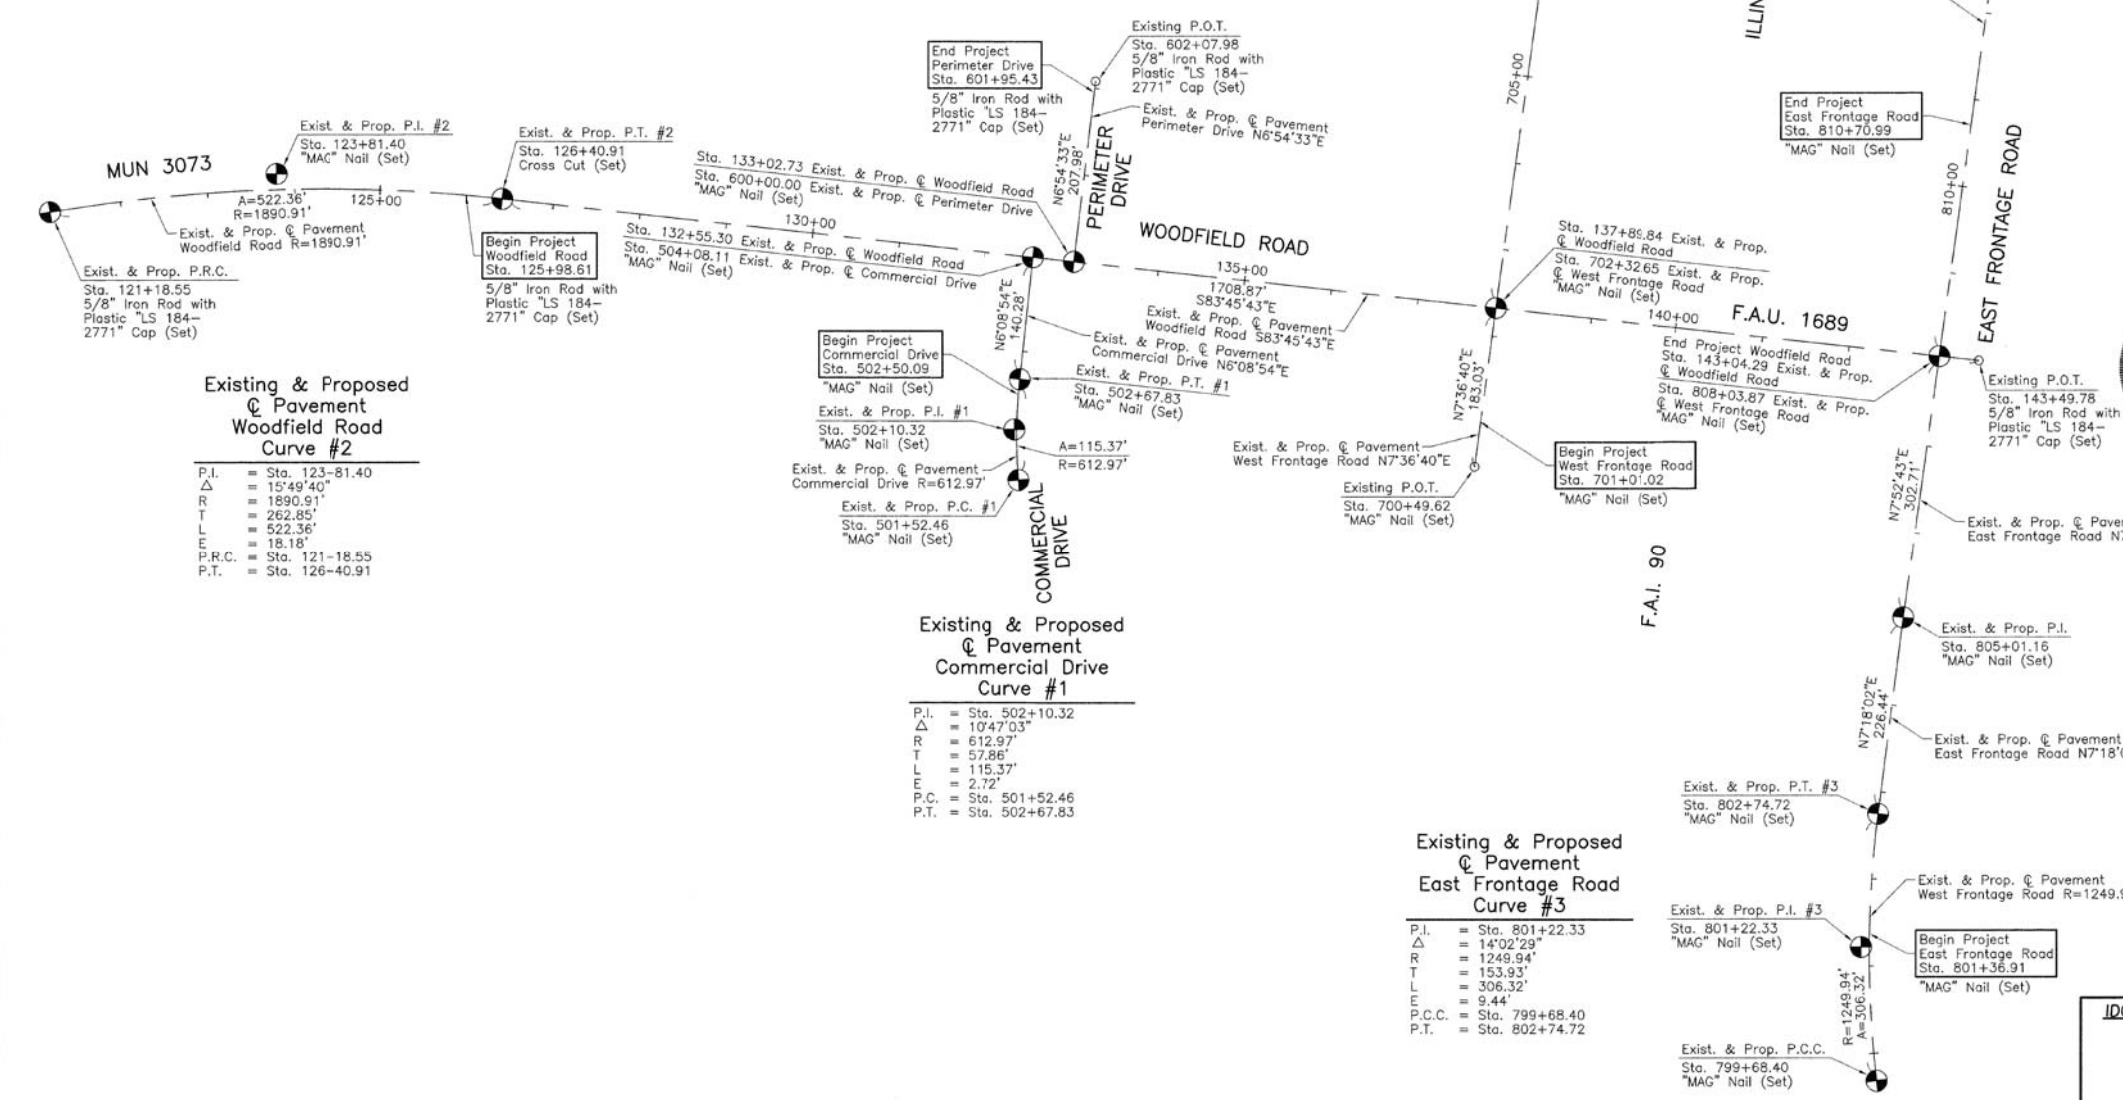 ILLIN
End Project
Perimeter Drive
Sta. 601+95.43
5/8" Iron Rod with
Plastic "LS 184-
2771" Cap (Set)
Existing P.O.T.
Sta. 602+07.98
5/8" Iron Rod with
Plastic "LS 184-
2771" Cap (Set)
Exist. & Prop. ℄ Pavement
Perimeter Drive N6°54'33"E
N6°54'33"E
207.98'
PERIMETER
DRIVE
705+00
End Project
East Frontage Road
Sta. 810+70.99
"MAG" Nail (Set)
810+00
EAST FRONTAGE ROAD
MUN 3073
Exist. & Prop. P.I. #2
Sta. 123+81.40
"MAG" Nail (Set)
Exist. & Prop. P.T. #2
Sta. 126+40.91
Cross Cut (Set)
A=522.36'
R=1890.91'
125+00
Exist. & Prop. ℄ Pavement
Woodfield Road R=1890.91'
Exist. & Prop. P.R.C.
Sta. 121+18.55
5/8" Iron Rod with
Plastic "LS 184-
2771" Cap (Set)
Begin Project
Woodfield Road
Sta. 125+98.61
5/8" Iron Rod with
Plastic "LS 184-
2771" Cap (Set)
Sta. 133+02.73 Exist. & Prop. ℄ Woodfield Road
Sta. 600+00.00 Exist. & Prop. ℄ Perimeter Drive
"MAG" Nail (Set)
130+00
Sta. 132+55.30 Exist. & Prop. ℄ Woodfield Road
Sta. 504+08.11 Exist. & Prop. ℄ Commercial Drive
"MAG" Nail (Set)
WOODFIELD ROAD
135+00
1708.87'
S83°45'43"E
Exist. & Prop. ℄ Pavement
Woodfield Road S83°45'43"E
N6°08'54"E
140.28'
Exist. & Prop. ℄ Pavement
Commercial Drive N6°08'54"E
Begin Project
Commercial Drive
Sta. 502+50.09
"MAG" Nail (Set)
Exist. & Prop. P.T. #1
Sta. 502+67.83
"MAG" Nail (Set)
Exist. & Prop. P.I. #1
Sta. 502+10.32
"MAG" Nail (Set)
A=115.37'
R=612.97'
Exist. & Prop. ℄ Pavement
Commercial Drive R=612.97'
Exist. & Prop. P.C. #1
Sta. 501+52.46
"MAG" Nail (Set)
COMMERCIAL
DRIVE
Sta. 137+89.84 Exist. & Prop.
℄ Woodfield Road
Sta. 702+32.65 Exist. & Prop.
℄ West Frontage Road
"MAG" Nail (Set)
140+00
F.A.U. 1689
End Project Woodfield Road
Sta. 143+04.29 Exist. & Prop.
℄ Woodfield Road
Sta. 808+03.87 Exist. & Prop.
℄ West Frontage Road
"MAG" Nail (Set)
Existing P.O.T.
Sta. 143+49.78
5/8" Iron Rod with
Plastic "LS 184-
2771" Cap (Set)
N7°36'40"E
183.03'
Exist. & Prop. ℄ Pavement
West Frontage Road N7°36'40"E
Existing P.O.T.
Sta. 700+49.62
"MAG" Nail (Set)
Begin Project
West Frontage Road
Sta. 701+01.02
"MAG" Nail (Set)
F.A.I. 90
N7°52'43"E
302.71'
Exist. & Prop. ℄ Paver
East Frontage Road N7
Exist. & Prop. P.I.
Sta. 805+01.16
"MAG" Nail (Set)
N7°18'02"E
226.44'
Exist. & Prop. ℄ Pavement
East Frontage Road N7°18'0
Exist. & Prop. P.T. #3
Sta. 802+74.72
"MAG" Nail (Set)
Exist. & Prop. ℄ Pavement
West Frontage Road R=1249.9
Exist. & Prop. P.I. #3
Sta. 801+22.33
"MAG" Nail (Set)
Begin Project
East Frontage Road
Sta. 801+36.91
"MAG" Nail (Set)
R=1249.94'
A=306.32'
Exist. & Prop. P.C.C.
Sta. 799+68.40
"MAG" Nail (Set)
Existing & Proposed
℄ Pavement
Woodfield Road
Curve #2
P.I. = Sta. 123-81.40
Δ = 15°49'40"
R = 1890.91'
T = 262.85'
L = 522.36'
E = 18.18'
P.R.C. = Sta. 121-18.55
P.T. = Sta. 126-40.91
Existing & Proposed
℄ Pavement
Commercial Drive
Curve #1
P.I. = Sta. 502+10.32
Δ = 10°47'03"
R = 612.97'
T = 57.86'
L = 115.37'
E = 2.72'
P.C. = Sta. 501+52.46
P.T. = Sta. 502+67.83
Existing & Proposed
℄ Pavement
East Frontage Road
Curve #3
P.I. = Sta. 801+22.33
Δ = 14°02'29"
R = 1249.94'
T = 153.93'
L = 306.32'
E = 9.44'
P.C.C. = Sta. 799+68.40
P.T. = Sta. 802+74.72